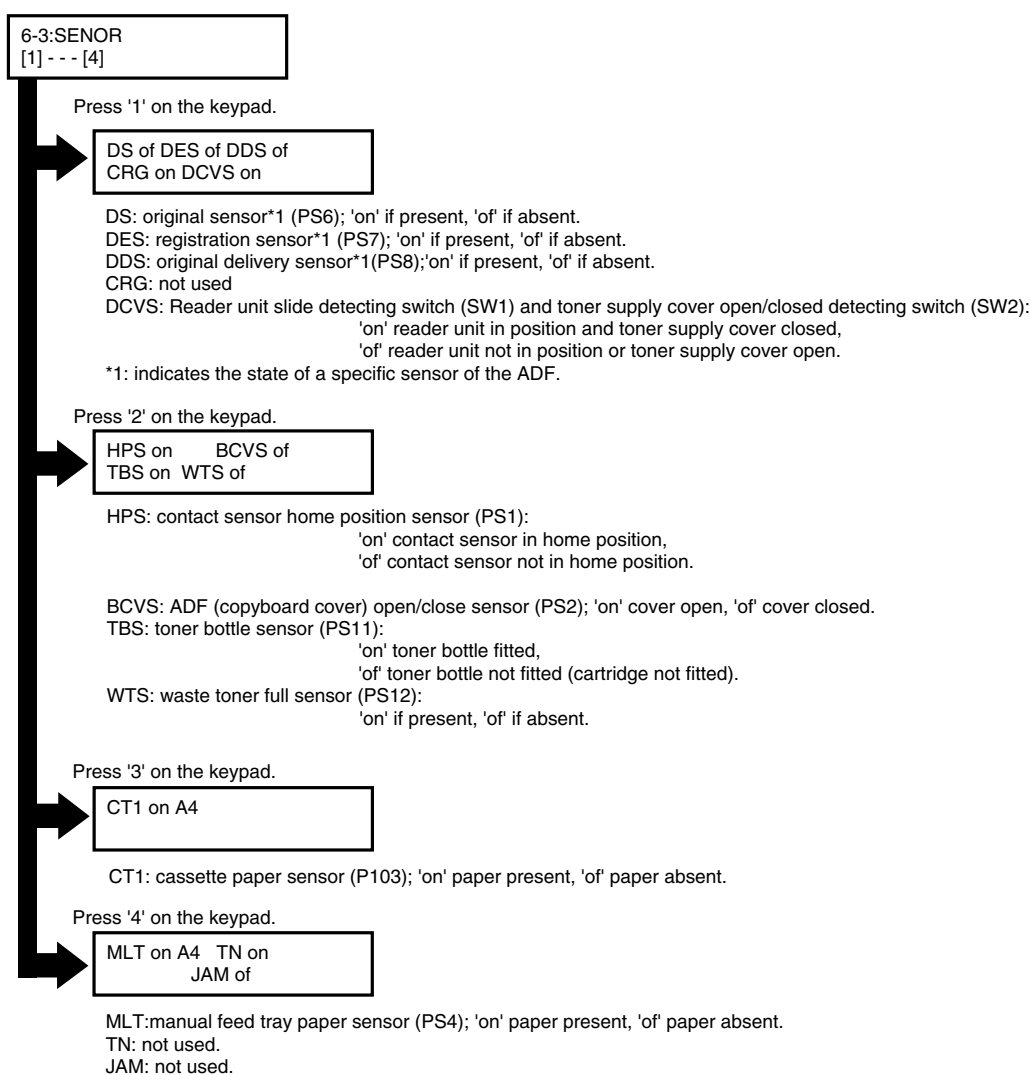 6-3:SENOR
[1] - - - [4]
Press '1' on the keypad.
DS of DES of DDS of
CRG on DCVS on
DS: original sensor*1 (PS6); 'on' if present, 'of' if absent.
DES: registration sensor*1 (PS7); 'on' if present, 'of' if absent.
DDS: original delivery sensor*1(PS8);'on' if present, 'of' if absent.
CRG: not used
DCVS: Reader unit slide detecting switch (SW1) and toner supply cover open/closed detecting switch (SW2):
'on' reader unit in position and toner supply cover closed,
'of' reader unit not in position or toner supply cover open.
*1: indicates the state of a specific sensor of the ADF.
Press '2' on the keypad.
HPS on BCVS of
TBS on WTS of
HPS: contact sensor home position sensor (PS1):
'on' contact sensor in home position,
'of' contact sensor not in home position.
BCVS: ADF (copyboard cover) open/close sensor (PS2); 'on' cover open, 'of' cover closed.
TBS: toner bottle sensor (PS11):
'on' toner bottle fitted,
'of' toner bottle not fitted (cartridge not fitted).
WTS: waste toner full sensor (PS12):
'on' if present, 'of' if absent.
Press '3' on the keypad.
CT1 on A4
CT1: cassette paper sensor (P103); 'on' paper present, 'of' paper absent.
Press '4' on the keypad.
MLT on A4 TN on
JAM of
MLT:manual feed tray paper sensor (PS4); 'on' paper present, 'of' paper absent.
TN: not used.
JAM: not used.